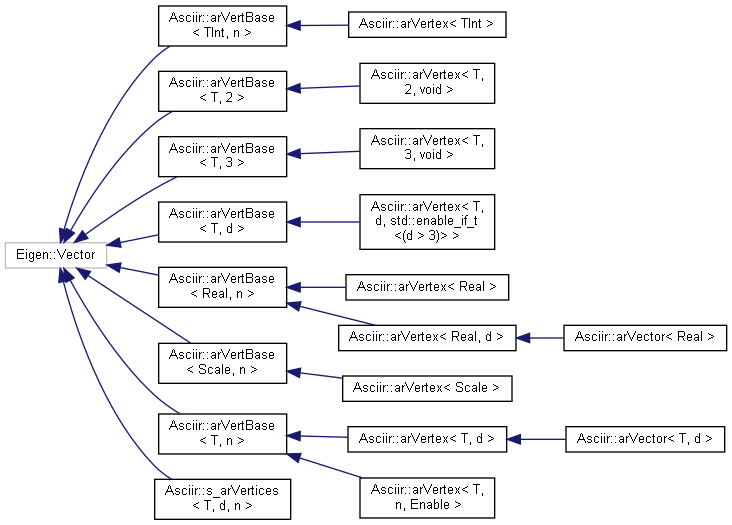 Asciir::arVertBase
< TInt, n >
Asciir::arVertex< TInt >
Asciir::arVertBase
< T, 2 >
Asciir::arVertex< T,
2, void >
Asciir::arVertBase
< T, 3 >
Asciir::arVertex< T,
3, void >
Asciir::arVertBase
< T, d >
Asciir::arVertex< T,
d, std::enable_if_t
<(d > 3)> >
Eigen::Vector
Asciir::arVertBase
< Real, n >
Asciir::arVertex< Real >
Asciir::arVertex< Real, d >
Asciir::arVector< Real >
Asciir::arVertBase
< Scale, n >
Asciir::arVertex< Scale >
Asciir::arVertBase
< T, n >
Asciir::arVertex< T, d >
Asciir::arVector< T, d >
Asciir::s_arVertices
< T, d, n >
Asciir::arVertex< T,
n, Enable >